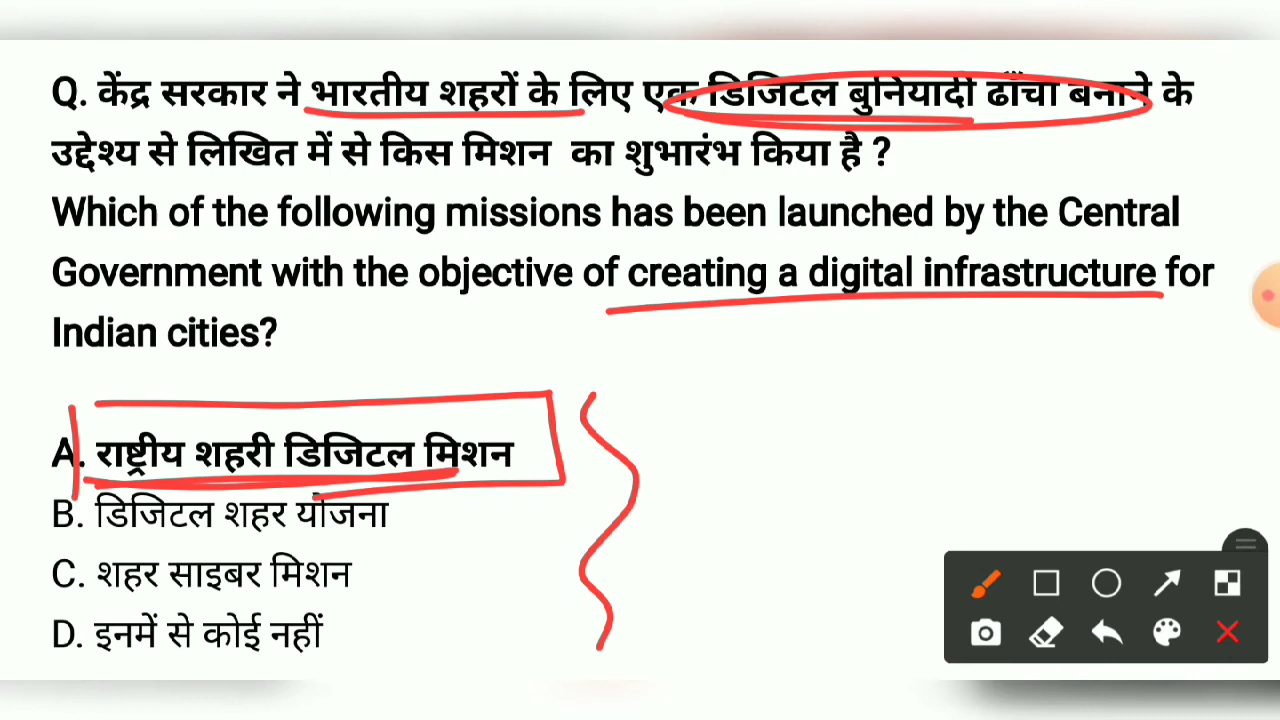 Q. केंद्र सरकार ने भारतीय शहरों के लिए एक डिजिटल बुनियादी ढाँचा बनाने के
उद्देश्य से लिखित में से किस मिशन का शुभारंभ किया है ?
Which of the following missions has been launched by the Central
Government with the objective of creating a digital infrastructure for
Indian cities?
A. राष्ट्रीय शहरी डिजिटल मिशन
B. डिजिटल शहर योजना
C. शहर साइबर मिशन
D. इनमें से कोई नहीं